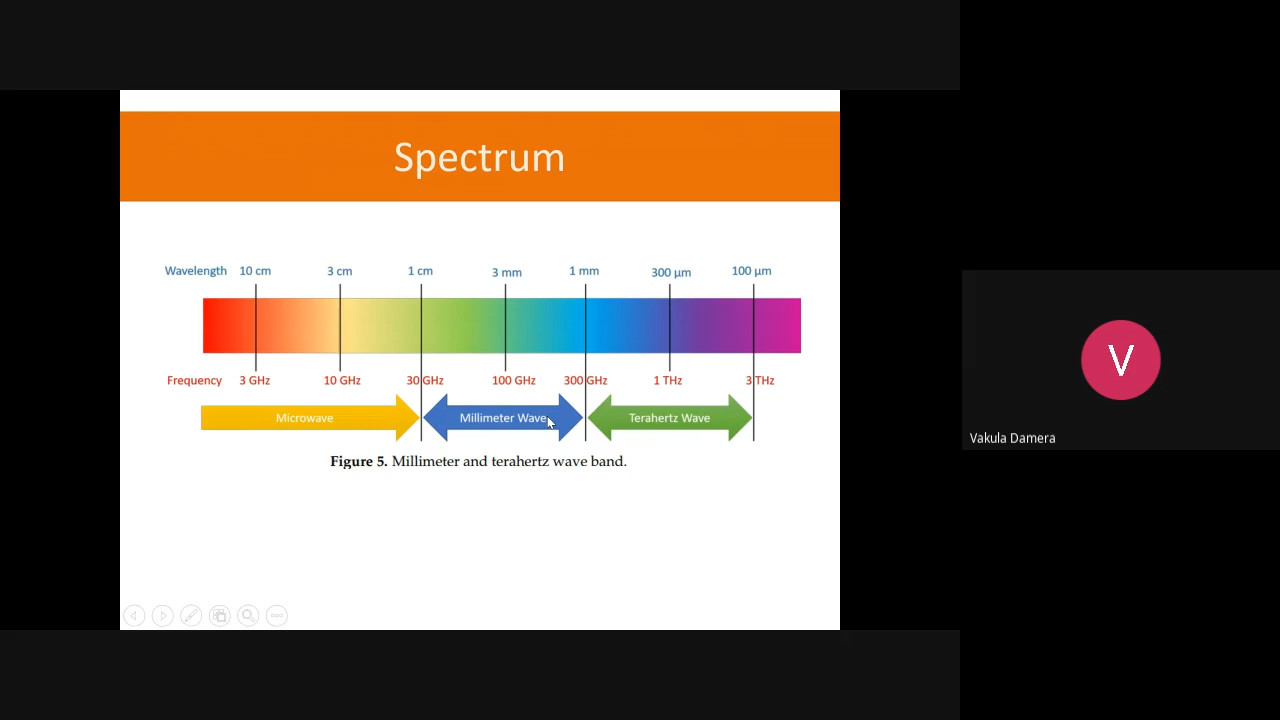 Spectrum
Wavelength 10 cm 3 cm 1 cm 3 mm 1 mm 300 µm 100 µm
Frequency 3 GHz 10 GHz 30 GHz 100 GHz 300 GHz 1 THz 3 THz
Microwave Millimeter Wave Terahertz Wave
Figure 5. Millimeter and terahertz wave band.
V
Vakula Damera